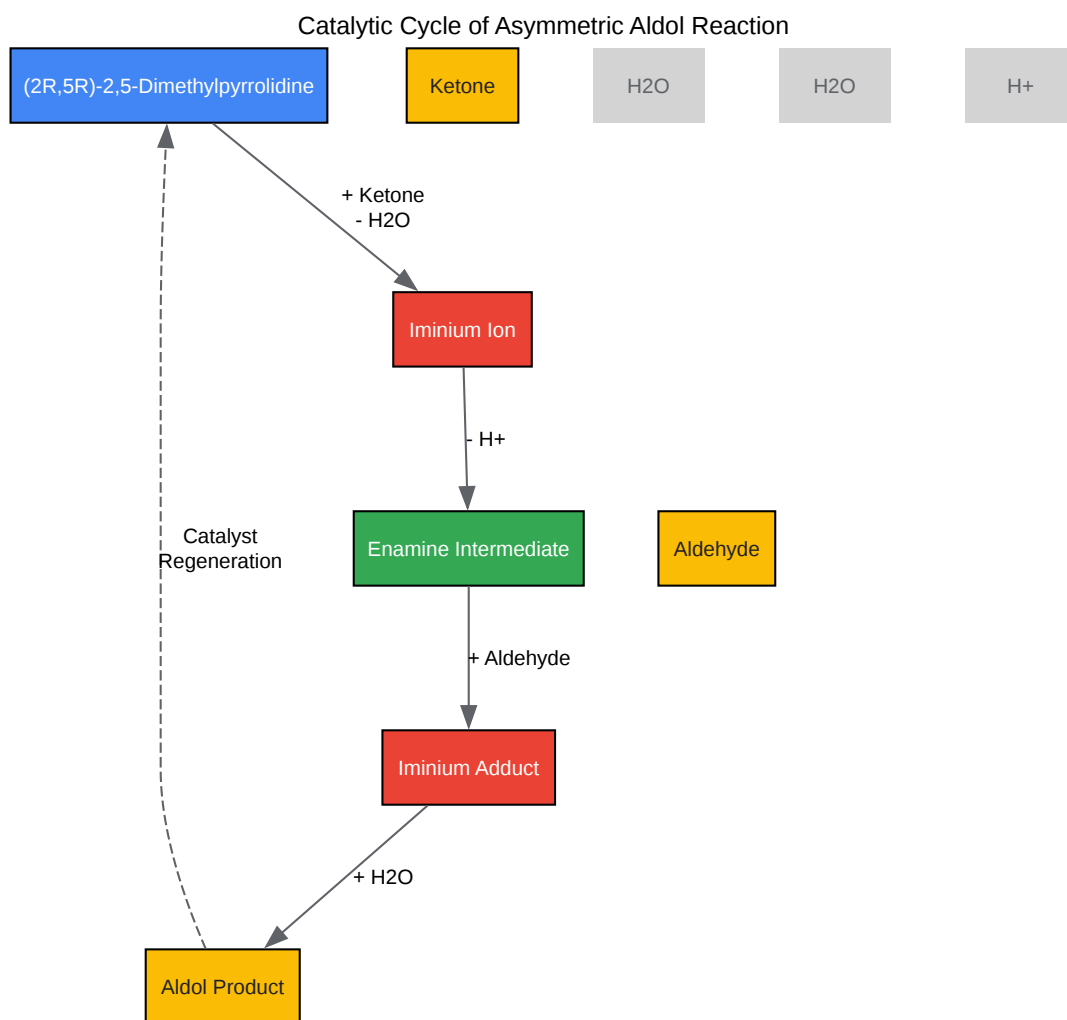 Catalytic Cycle of Asymmetric Aldol Reaction
(2R,5R)-2,5-Dimethylpyrrolidine
Ketone
H2O
H2O
H+
+ Ketone
- H2O
Iminium Ion
- H+
Catalyst
Regeneration
Enamine Intermediate
Aldehyde
+ Aldehyde
Iminium Adduct
+ H2O
Aldol Product